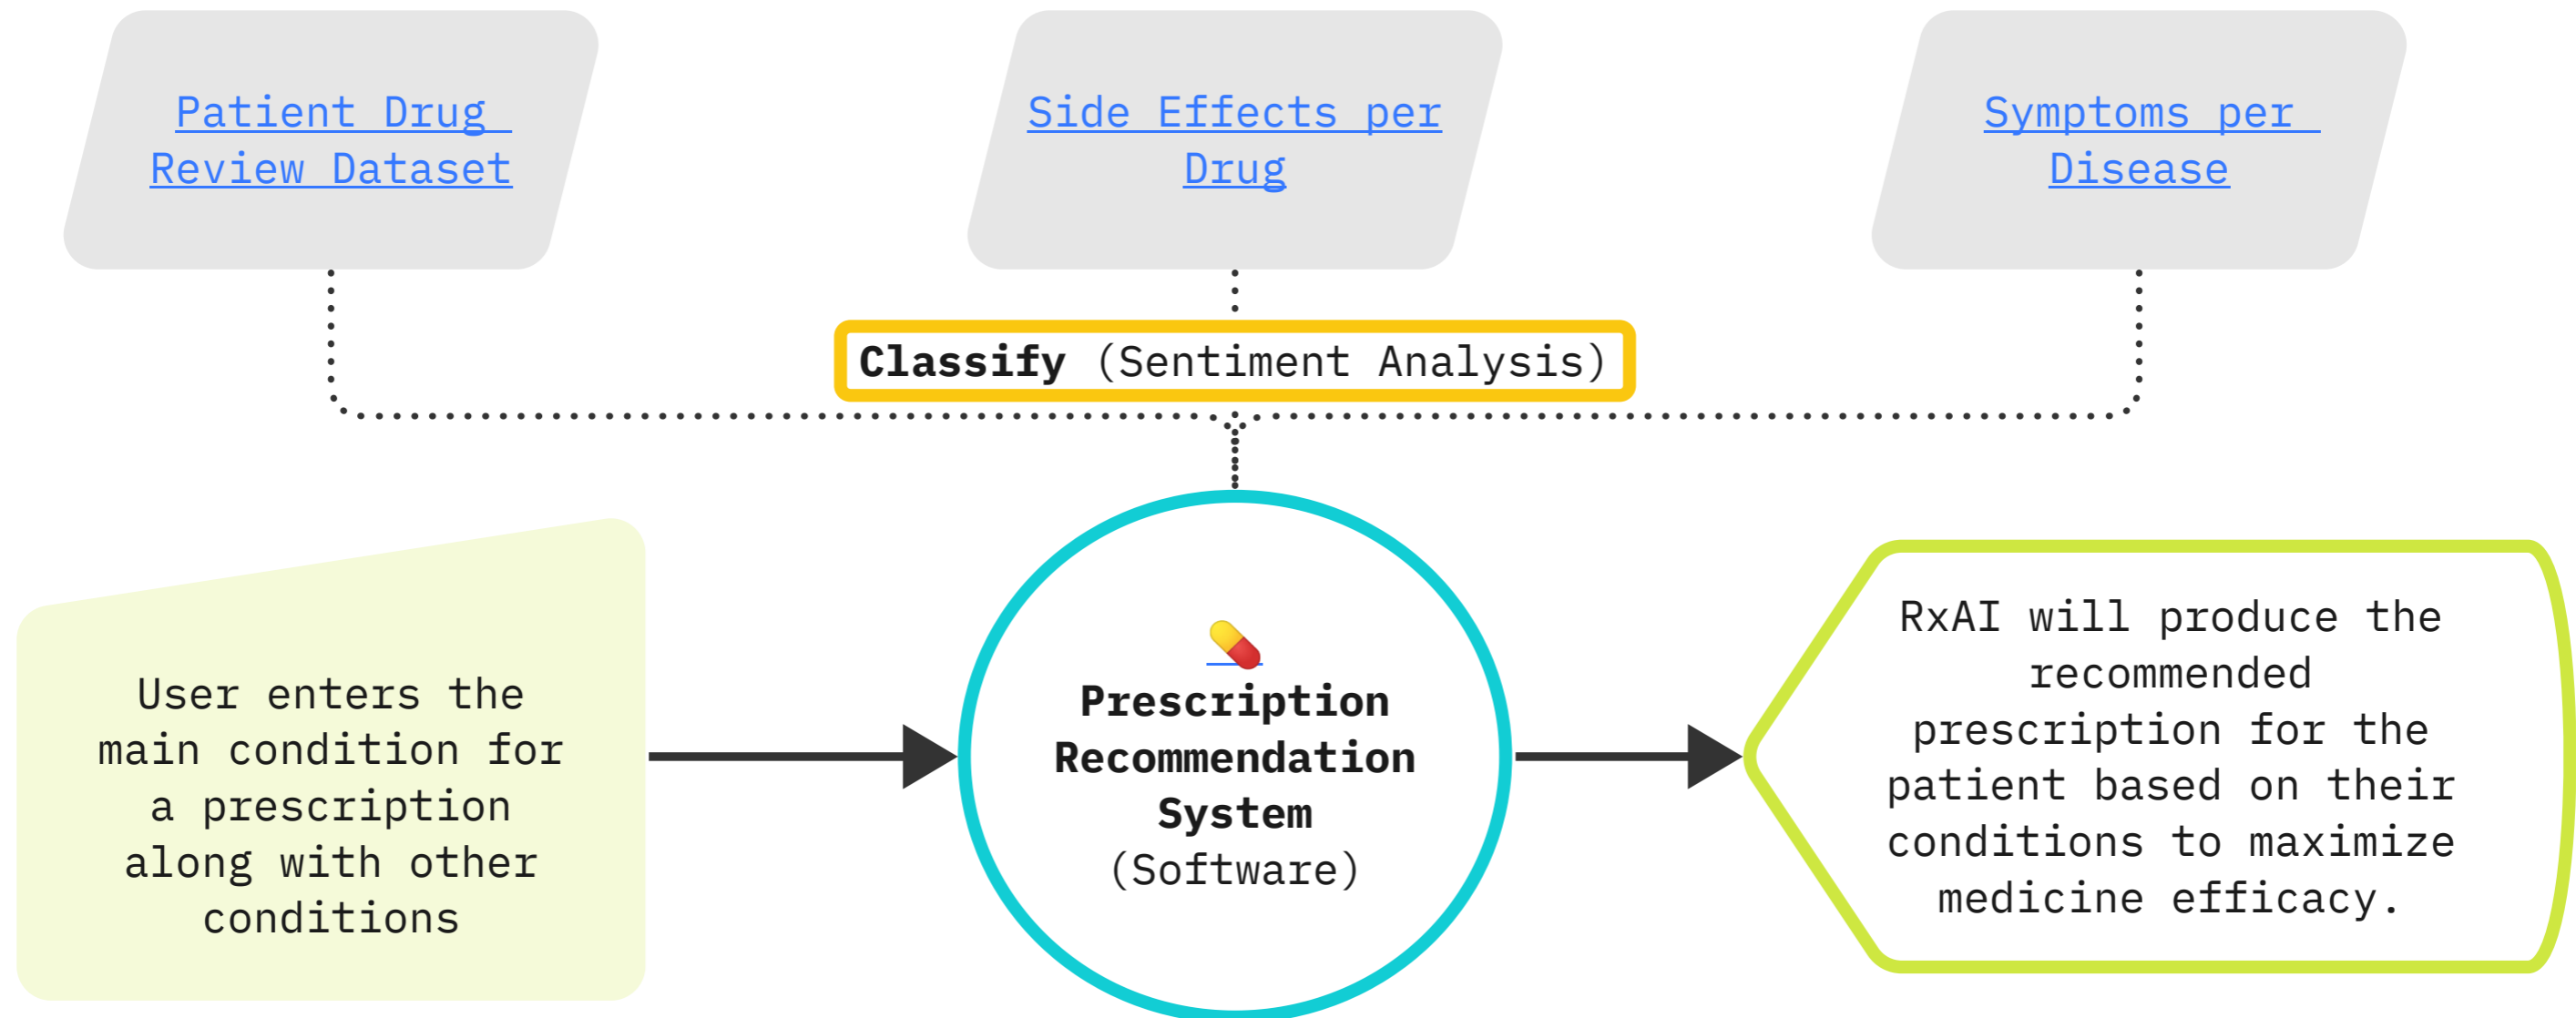 Patient Drug
Review Dataset
Side Effects per
Drug
Symptoms per
Disease
Classify (Sentiment Analysis)
User enters the
main condition for
a prescription
along with other
conditions
Prescription
Recommendation
System
(Software)
RxAI will produce the
recommended
prescription for the
patient based on their
conditions to maximize
medicine efficacy.